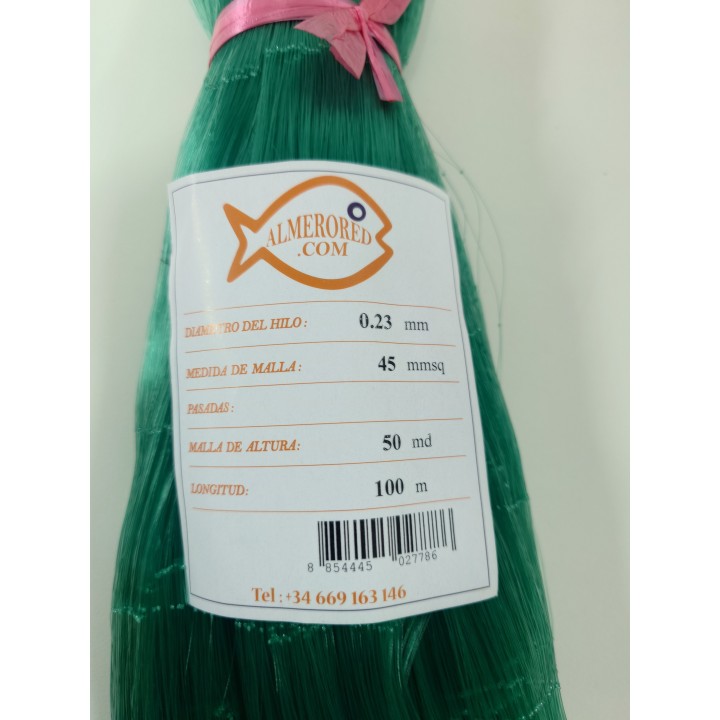 ALMERORED
.COM
DIAMETRO DEL HILO: 0.23 mm
MEDIDA DE MALLA: 45 mmsq
PASADAS:
MALLA DE ALTURA: 50 md
LONGITUD: 100 m
8 854445 027786
Tel : +34 669 163 146